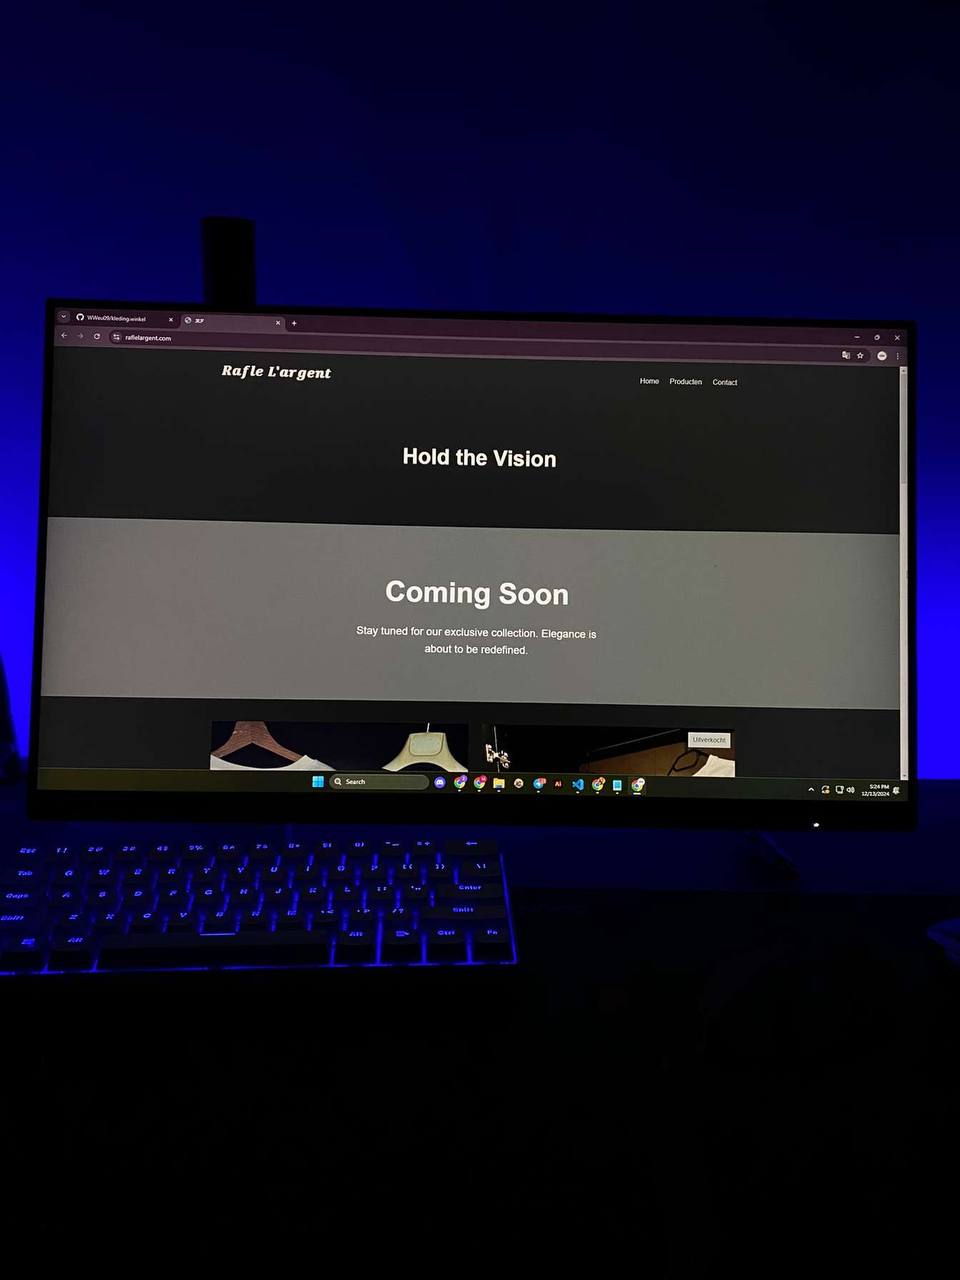 WWeu09/kleding.winkel
raflelargent.com
Rafle L'argent
Home Producten Contact
Hold the Vision
Coming Soon
Stay tuned for our exclusive collection. Elegance is
about to be redefined.
Uitverkocht
Search
Ai
5:24 PM
12/13/2024
Esc
Tab
Caps
Enter
Shift
Shift
Alt
Alt
Ctrl
Fn